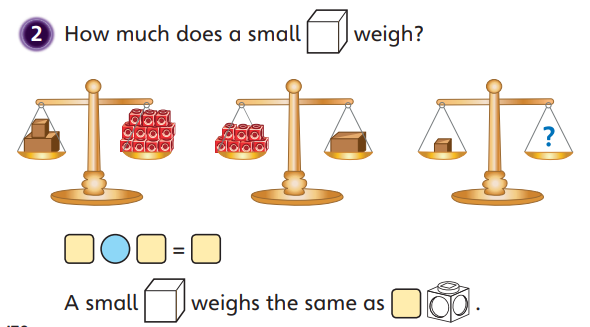 2 How much does a small weigh?
?
=
A small weighs the same as .